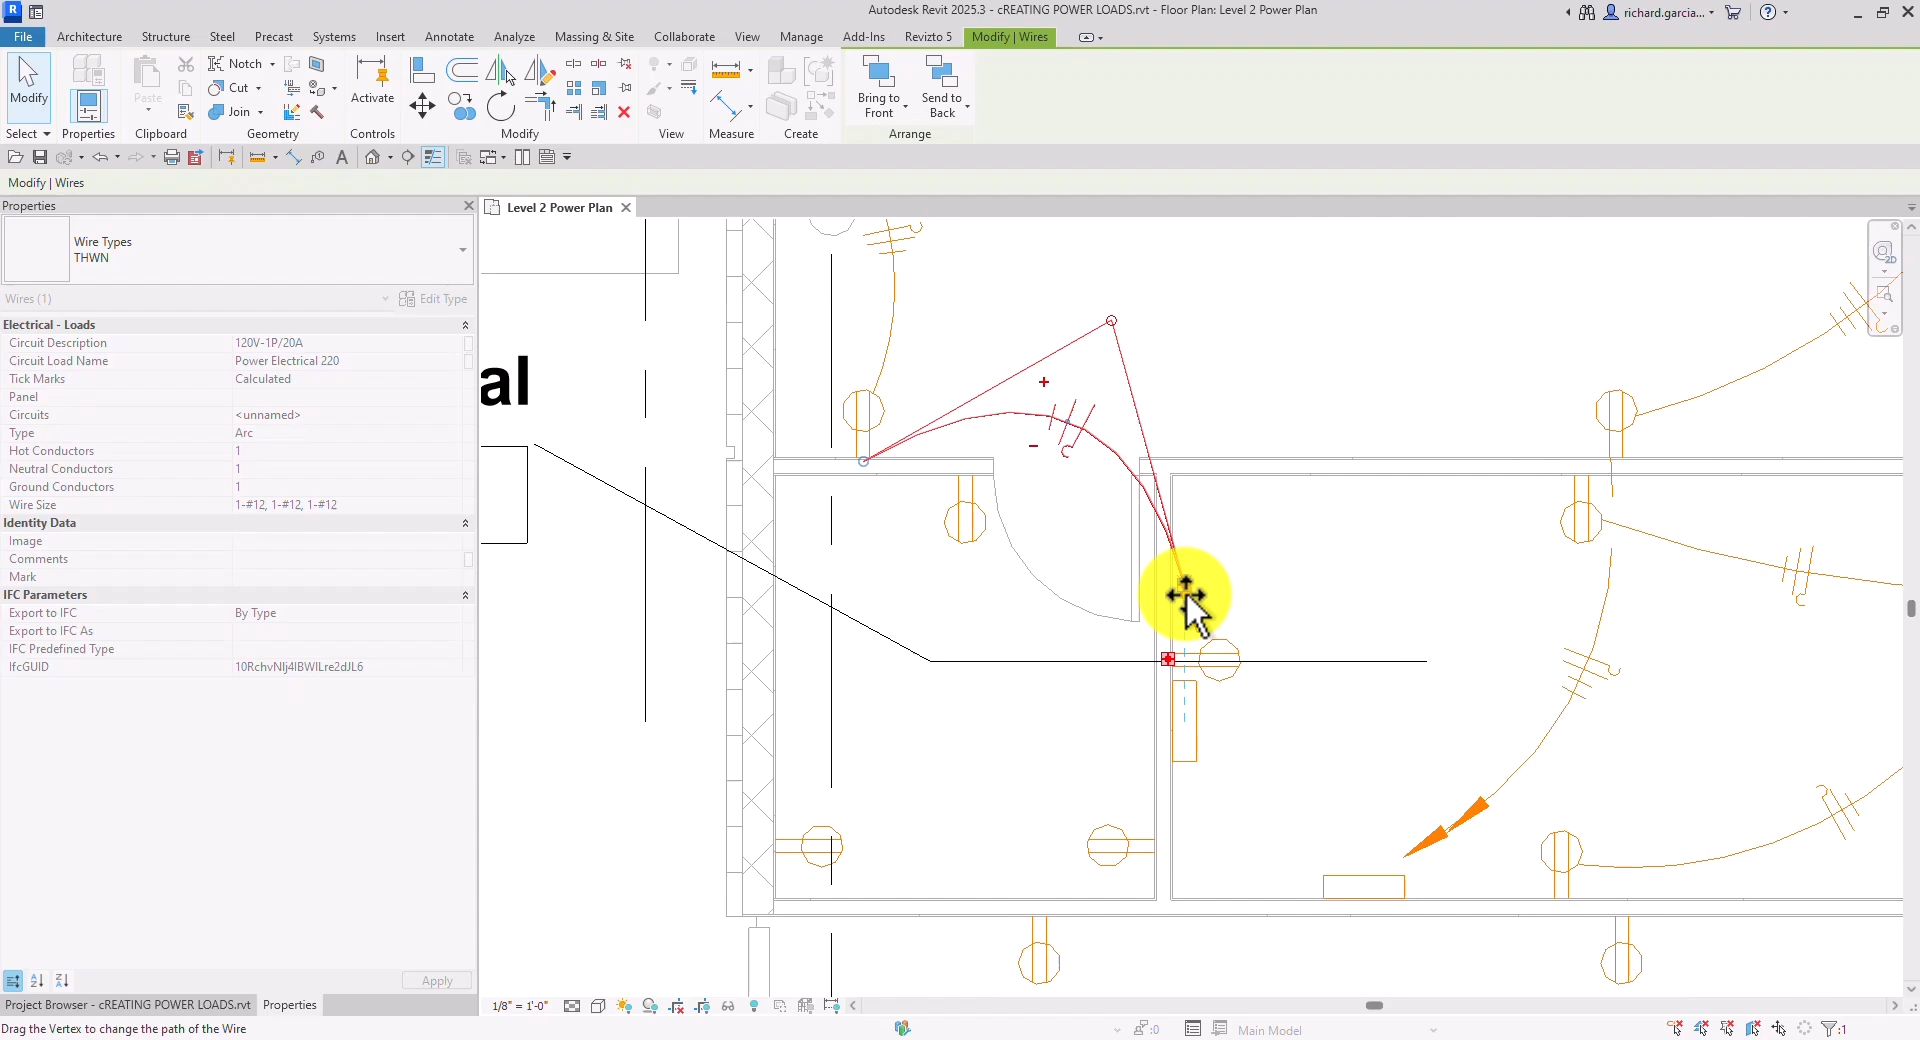 R
Autodesk Revit 2025.3 - cREATING POWER LOADS.rvt - Floor Plan: Level 2 Power Plan
richard.garcia...
File Architecture Structure Steel Precast Systems Insert Annotate Analyze Massing & Site Collaborate View Manage Add-Ins Revizto 5 Modify | Wires
Modify
Select
Properties
Paste
Clipboard
Notch
Cut
Join
Geometry
Activate
Controls
Modify
View
Measure
Create
Bring to
Front
Send to
Back
Arrange
Modify | Wires
Properties
Level 2 Power Plan
Wire Types
THWN
Wires (1)
Edit Type
Electrical - Loads
Circuit Description 120V-1P/20A
Circuit Load Name Power Electrical 220
Tick Marks Calculated
Panel
Circuits <unnamed>
Type Arc
Hot Conductors 1
Neutral Conductors 1
Ground Conductors 1
Wire Size 1-#12, 1-#12, 1-#12
Identity Data
Image
Comments
Mark
IFC Parameters
Export to IFC By Type
Export to IFC As
IFC Predefined Type
IfcGUID 10RchvNIj4IBWILre2dJL6
al
2D
Apply
Project Browser - cREATING POWER LOADS.rvt
Properties
1/8" = 1'-0"
Drag the Vertex to change the path of the Wire
:0
Main Model
:1